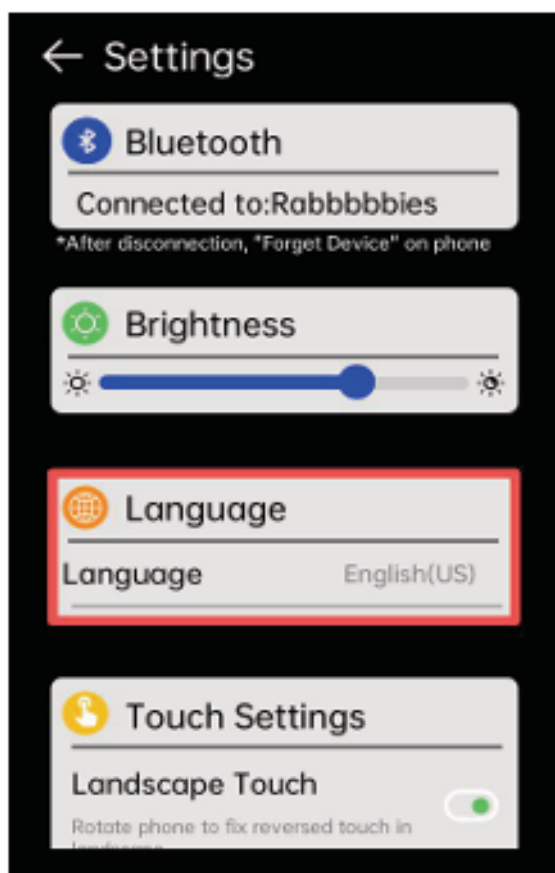 ← Settings
Bluetooth
Connected to:Rabbbbbies
*After disconnection, "Forget Device" on phone
Brightness
Language
Language English(US)
Touch Settings
Landscape Touch
Rotate phone to fix reversed touch in
landscape